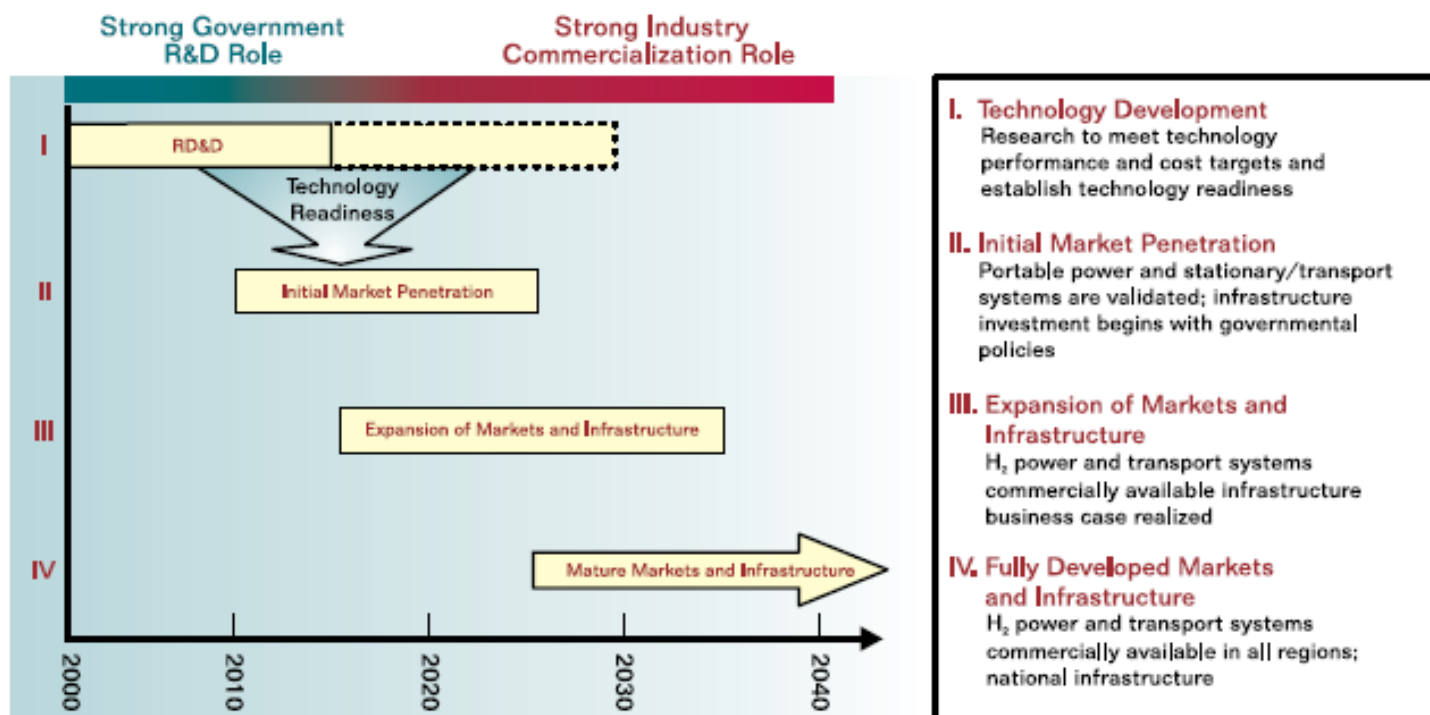 Strong Government
R&D Role
Strong Industry
Commercialization Role
I
RD&D
Technology
Readiness
II
Initial Market Penetration
III
Expansion of Markets and Infrastructure
IV
Mature Markets and Infrastructure
2000
2010
2020
2030
2040
I. Technology Development
Research to meet technology
performance and cost targets and
establish technology readiness
II. Initial Market Penetration
Portable power and stationary/transport
systems are validated; infrastructure
investment begins with governmental
policies
III. Expansion of Markets and
Infrastructure
H₂ power and transport systems
commercially available infrastructure
business case realized
IV. Fully Developed Markets
and Infrastructure
H₂ power and transport systems
commercially available in all regions;
national infrastructure